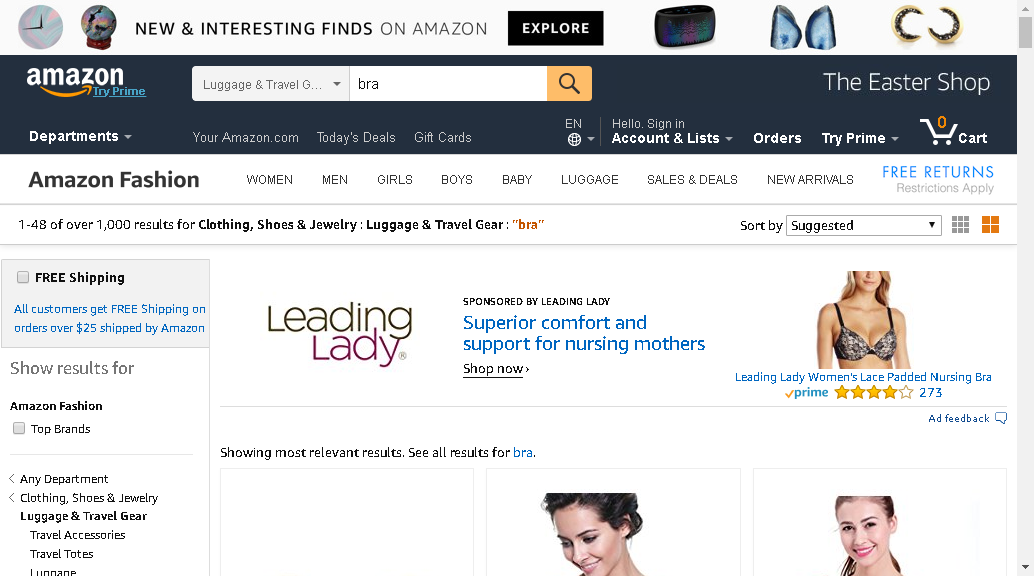 NEW & INTERESTING FINDS ON AMAZON EXPLORE
amazon
Try Prime
Luggage & Travel G... bra
The Easter Shop
Departments
Your Amazon.com Today's Deals Gift Cards
EN
Hello. Sign in
Account & Lists
Orders
Try Prime
0
Cart
Amazon Fashion
WOMEN MEN GIRLS BOYS BABY LUGGAGE SALES & DEALS NEW ARRIVALS
FREE RETURNS
Restrictions Apply
1-48 of over 1,000 results for Clothing, Shoes & Jewelry : Luggage & Travel Gear : "bra"
Sort by Suggested
FREE Shipping
All customers get FREE Shipping on
orders over $25 shipped by Amazon
Show results for
Amazon Fashion
Top Brands
Any Department
Clothing, Shoes & Jewelry
Luggage & Travel Gear
Travel Accessories
Travel Totes
Luggage
Leading
Lady®
SPONSORED BY LEADING LADY
Superior comfort and
support for nursing mothers
Shop now ›
Leading Lady Women's Lace Padded Nursing Bra
prime 273
Ad feedback
Showing most relevant results. See all results for bra.